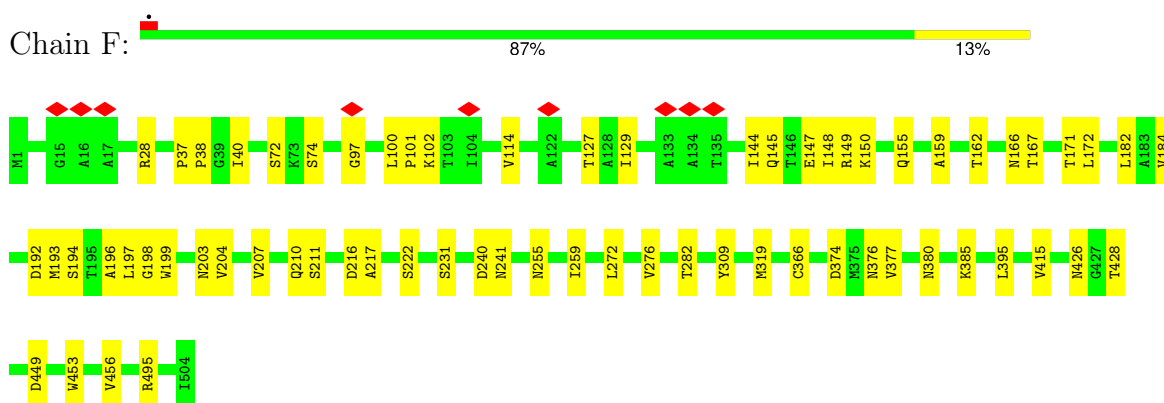 Chain F:
87% 13%
M1 G15 A16 A17 R28 P37 P38 G39 I40 S72 K73 S74 G97 L100 P101 K102 T103 I104 V114 A122 T127 A128 I129 A133 A134 T135 I144 Q145 T146 E147 I148 R149 K150 Q155 A159 T162 N166 T167 T171 L172 L182 A183 V184
D192 M193 S194 T195 A196 L197 G198 W199 N203 V204 V207 Q210 S211 D216 A217 S222 S231 D240 N241 N255 I259 L272 V276 T282 Y309 M319 C366 D374 M375 N376 V377 N380 K385 L395 V415 N426 G427 T428
D449 W453 V456 R495 I504